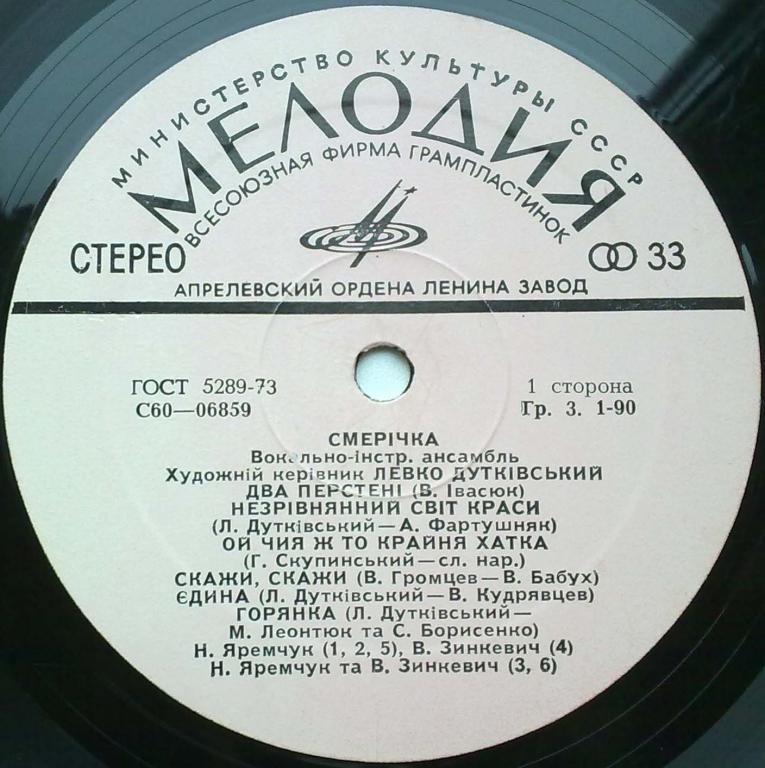 МИНИСТЕРСТВО КУЛЬТУРЫ СССР
МЕЛОДИЯ
ВСЕСОЮЗНАЯ ФИРМА ГРАМПЛАСТИНОК
СТЕРЕО
33
АПРЕЛЕВСКИЙ ОРДЕНА ЛЕНИНА ЗАВОД
ГОСТ 5289-73
1 сторона
С60—06859
Гр. 3. 1-90
СМЕРІЧКА
Вокально-інстр. ансамбль
Художній керівник ЛЕВКО ДУТКІВСЬКИЙ
ДВА ПЕРСТЕНІ (В. Івасюк)
НЕЗРІВНЯННИЙ СВІТ КРАСИ
(Л. Дутківський—А. Фартушняк)
ОЙ ЧИЯ Ж ТО КРАЙНЯ ХАТКА
(Г. Скупинський—сл. нар.)
СКАЖИ, СКАЖИ (В. Громцев—В. Бабух)
ЄДИНА (Л. Дутківський—В. Кудрявцев)
ГОРЯНКА (Л. Дутківський—
М. Леонтюк та С. Борисенко)
Н. Яремчук (1, 2, 5), В. Зинкевич (4)
Н. Яремчук та В. Зинкевич (3, 6)